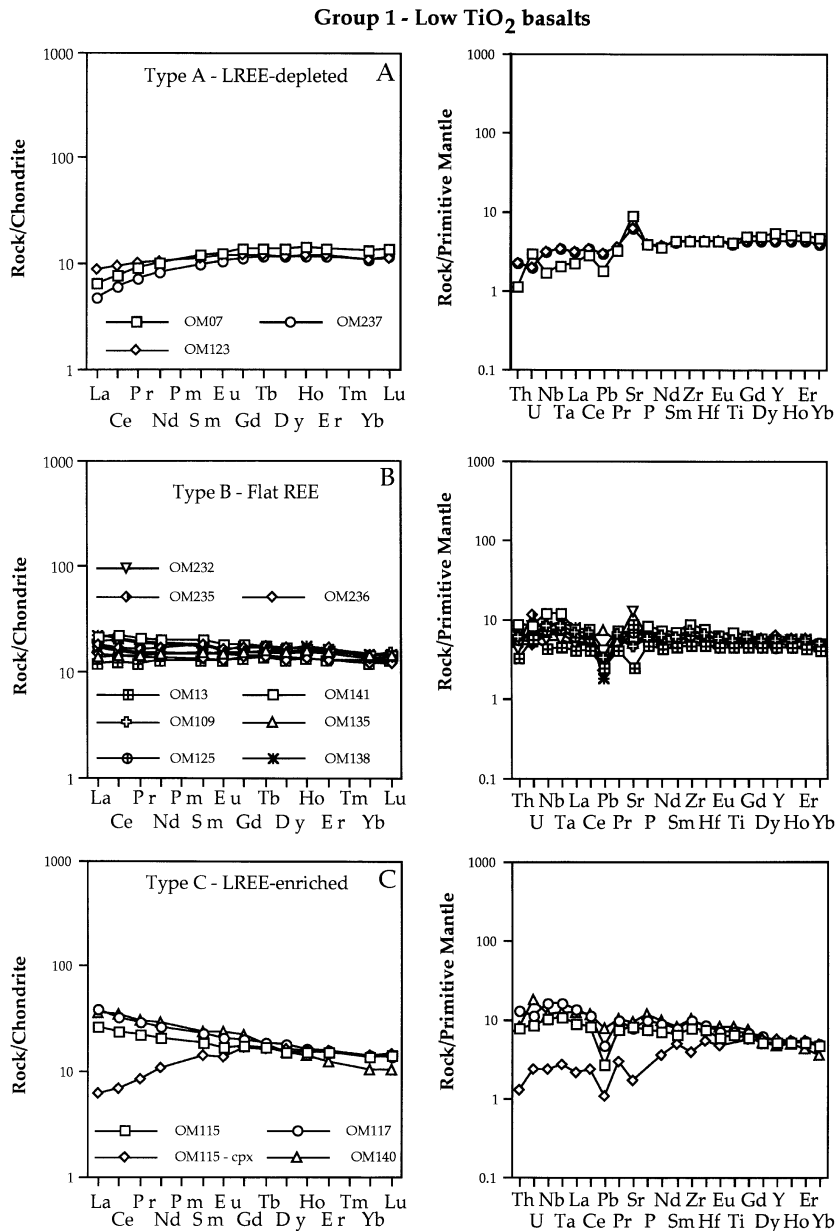 Group 1 - Low TiO2 basalts
Type A - LREE-depleted
A
Rock/Chondrite
1000
100
10
1
OM07
OM237
OM123
La Pr Pm Eu Tb Ho Tm Lu
Ce Nd Sm Gd Dy Er Yb
Rock/Primitive Mantle
1000
100
10
1
0.1
Th Nb La Pb Sr Nd Zr Eu Gd Y Er
U Ta Ce Pr P Sm Hf Ti Dy Ho Yb
Type B - Flat REE
B
Rock/Chondrite
1000
100
10
1
OM232
OM235
OM236
OM13
OM141
OM109
OM135
OM125
OM138
La Pr Pm Eu Tb Ho Tm Lu
Ce Nd Sm Gd Dy Er Yb
Rock/Primitive Mantle
1000
100
10
1
0.1
Th Nb La Pb Sr Nd Zr Eu Gd Y Er
U Ta Ce Pr P Sm Hf Ti Dy Ho Yb
Type C - LREE-enriched
C
Rock/Chondrite
1000
100
10
1
OM115
OM117
OM115 - cpx
OM140
La Pr Pm Eu Tb Ho Tm Lu
Ce Nd Sm Gd Dy Er Yb
Rock/Primitive Mantle
1000
100
10
1
0.1
Th Nb La Pb Sr Nd Zr Eu Gd Y Er
U Ta Ce Pr P Sm Hf Ti Dy Ho Yb